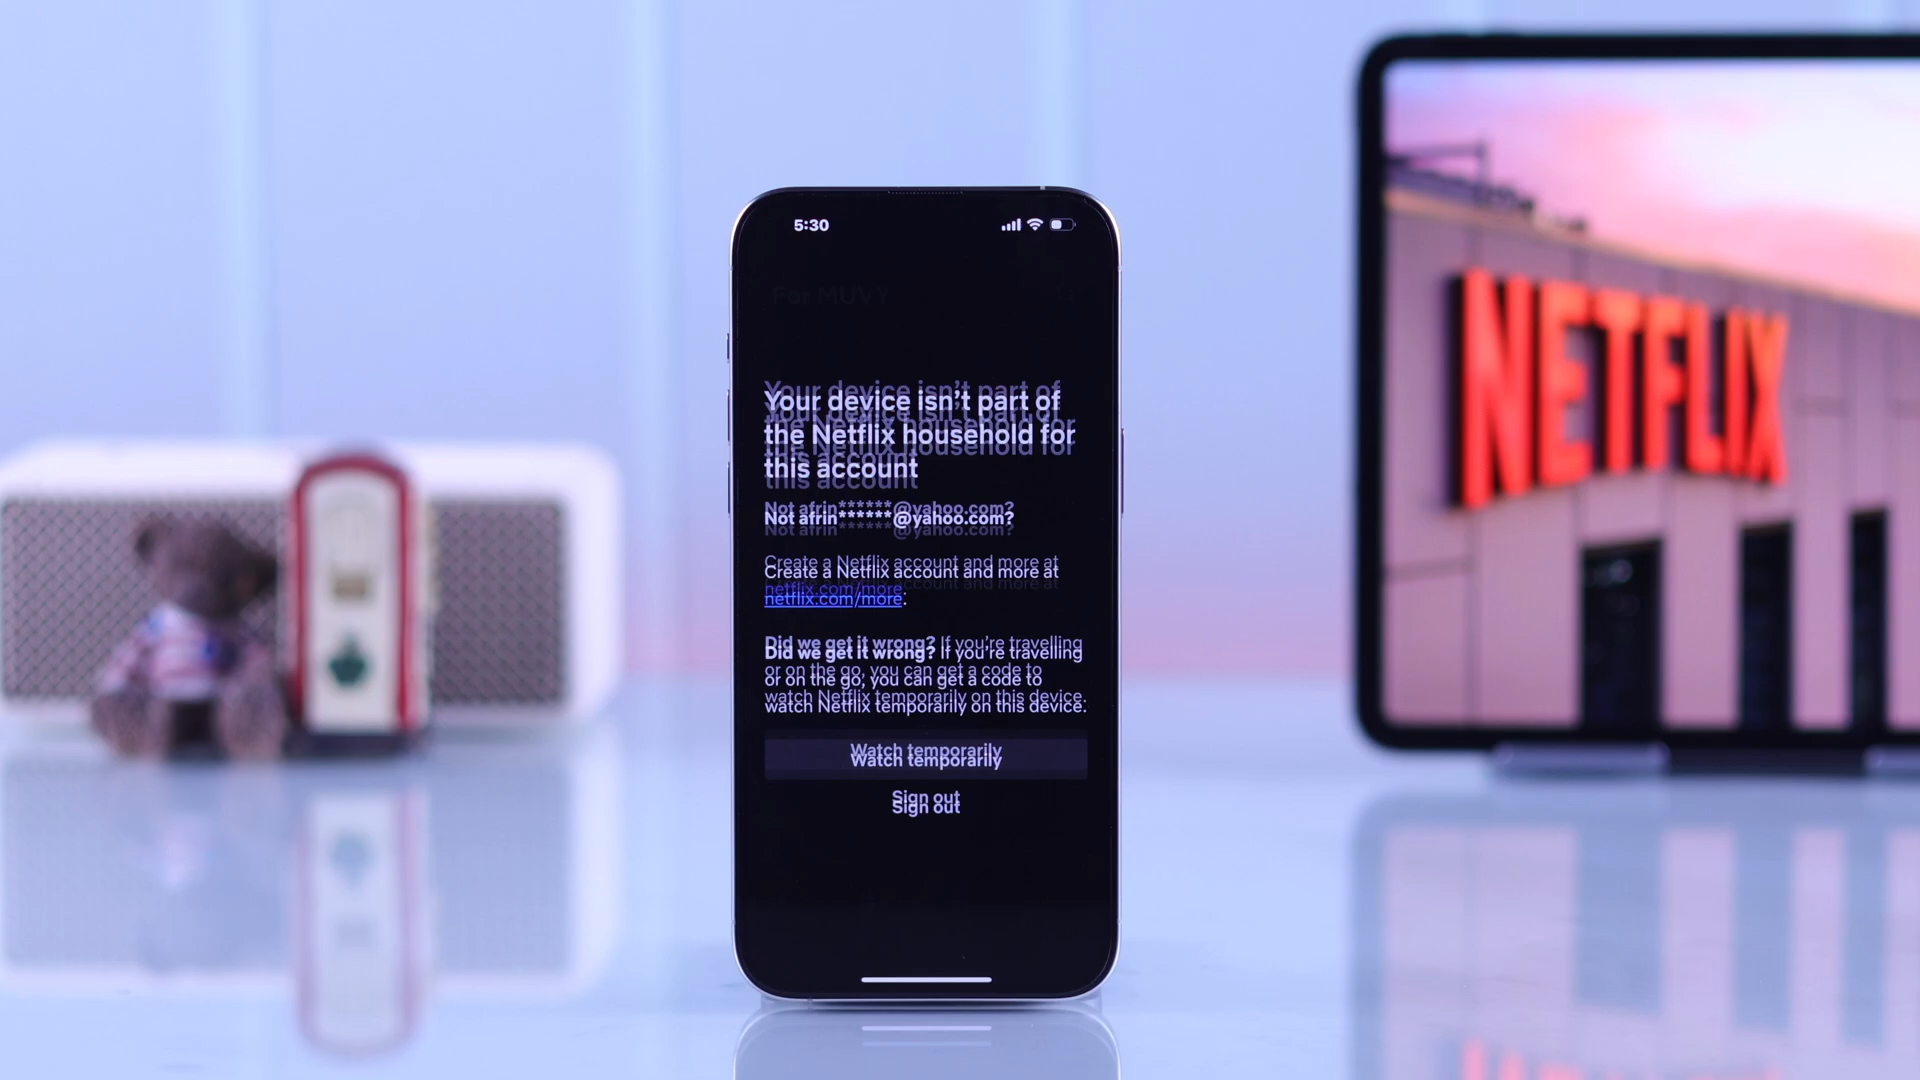 5:30
For MUVY
Your device isn't part of
the Netflix household for
this account
Not afrin******@yahoo.com?
Create a Netflix account and more at
netflix.com/more.
Did we get it wrong? If you're travelling
or on the go, you can get a code to
watch Netflix temporarily on this device.
Watch temporarily
Sign out
NETFLIX